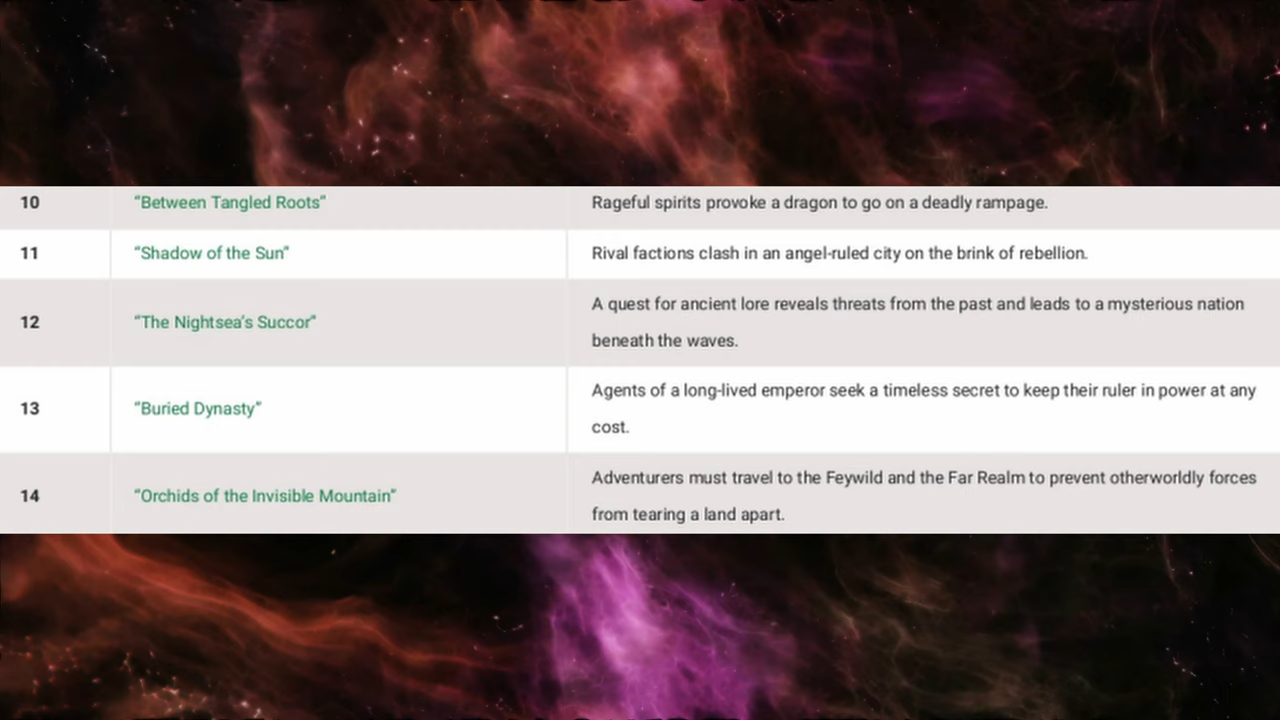 10 “Between Tangled Roots” Rageful spirits provoke a dragon to go on a deadly rampage.
11 “Shadow of the Sun” Rival factions clash in an angel-ruled city on the brink of rebellion.
12 “The Nightsea’s Succor” A quest for ancient lore reveals threats from the past and leads to a mysterious nation
beneath the waves.
13 “Buried Dynasty” Agents of a long-lived emperor seek a timeless secret to keep their ruler in power at any
cost.
14 “Orchids of the Invisible Mountain” Adventurers must travel to the Feywild and the Far Realm to prevent otherworldly forces
from tearing a land apart.